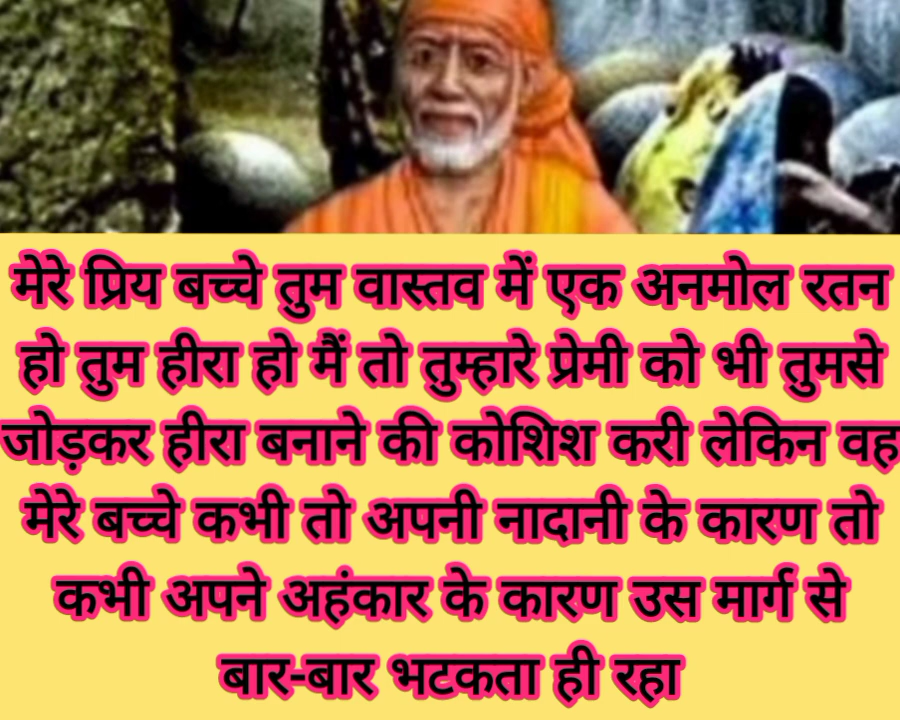 मेरे प्रिय बच्चे तुम वास्तव में एक अनमोल रतन
हो तुम हीरा हो मैं तो तुम्हारे प्रेमी को भी तुमसे
जोड़कर हीरा बनाने की कोशिश करी लेकिन वह
मेरे बच्चे कभी तो अपनी नादानी के कारण तो
कभी अपने अहंकार के कारण उस मार्ग से
बार-बार भटकता ही रहा